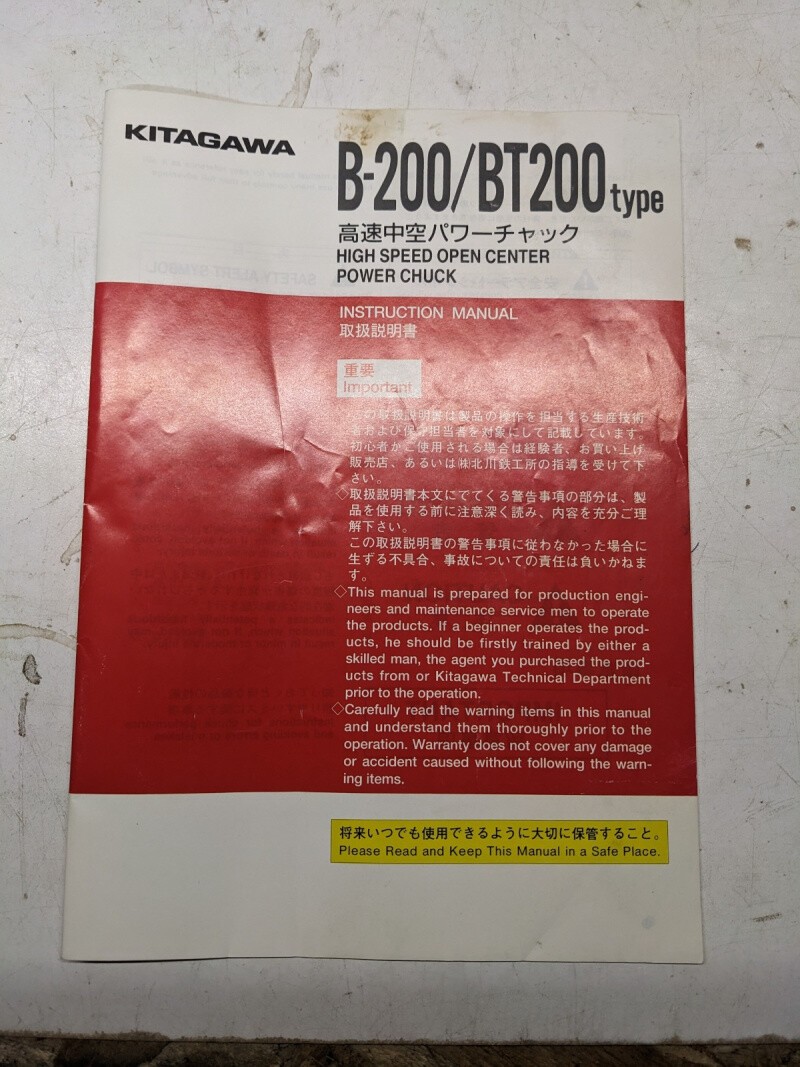 KITAGAWA
B-200/BT200 type
高速中空パワーチャック
HIGH SPEED OPEN CENTER
POWER CHUCK
INSTRUCTION MANUAL
取扱説明書
重要
Important
この取扱説明書は製品の操作を担当する生産技術
者および保守担当者を対象にして記載しています。
初心者がご使用される場合は経験者、お買い上げ
販売店、あるいは㈱北川鉄工所の指導を受けて下
さい。
◇取扱説明書本文にでてくる警告事項の部分は、製
品を使用する前に注意深く読み、内容を充分ご理
解下さい。
この取扱説明書の警告事項に従わなかった場合に
生ずる不具合、事故についての責任は負いかねま
す。
◇This manual is prepared for production engi-
neers and maintenance service men to operate
the products. If a beginner operates the prod-
ucts, he should be firstly trained by either a
skilled man, the agent you purchased the prod-
ucts from or Kitagawa Technical Department
prior to the operation.
◇Carefully read the warning items in this manual
and understand them thoroughly prior to the
operation. Warranty does not cover any damage
or accident caused without following the warn-
ing items.
将来いつでも使用できるように大切に保管すること。
Please Read and Keep This Manual in a Safe Place.